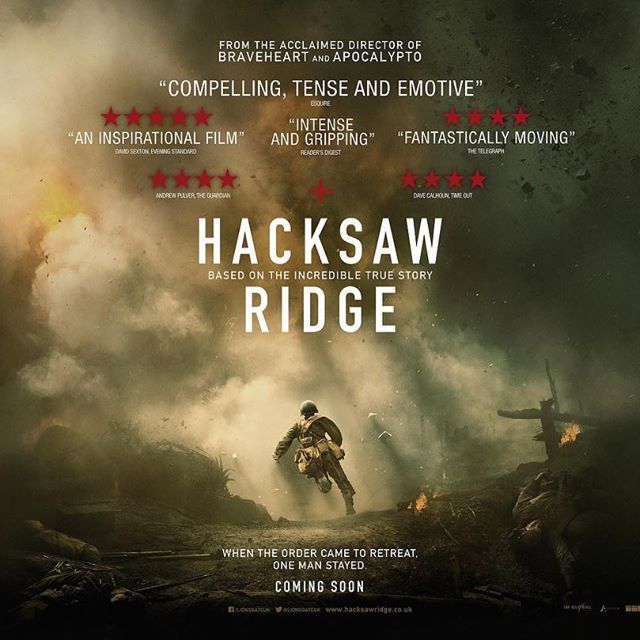 FROM THE ACCLAIMED DIRECTOR OF
BRAVEHEART AND APOCALYPTO
“COMPELLING, TENSE AND EMOTIVE”
ESQUIRE
“AN INSPIRATIONAL FILM”
DAVID SEXTON, EVENING STANDARD
“INTENSE
AND GRIPPING”
READER'S DIGEST
“FANTASTICALLY MOVING”
THE TELEGRAPH
ANDREW PULVER, THE GUARDIAN
DAVE CALHOUN, TIME OUT
HACKSAW
BASED ON THE INCREDIBLE TRUE STORY
RIDGE
WHEN THE ORDER CAME TO RETREAT,
ONE MAN STAYED.
COMING SOON
/LIONSGATEUK @LIONSGATEUK www.hacksawridge.co.uk
IM GLOBAL